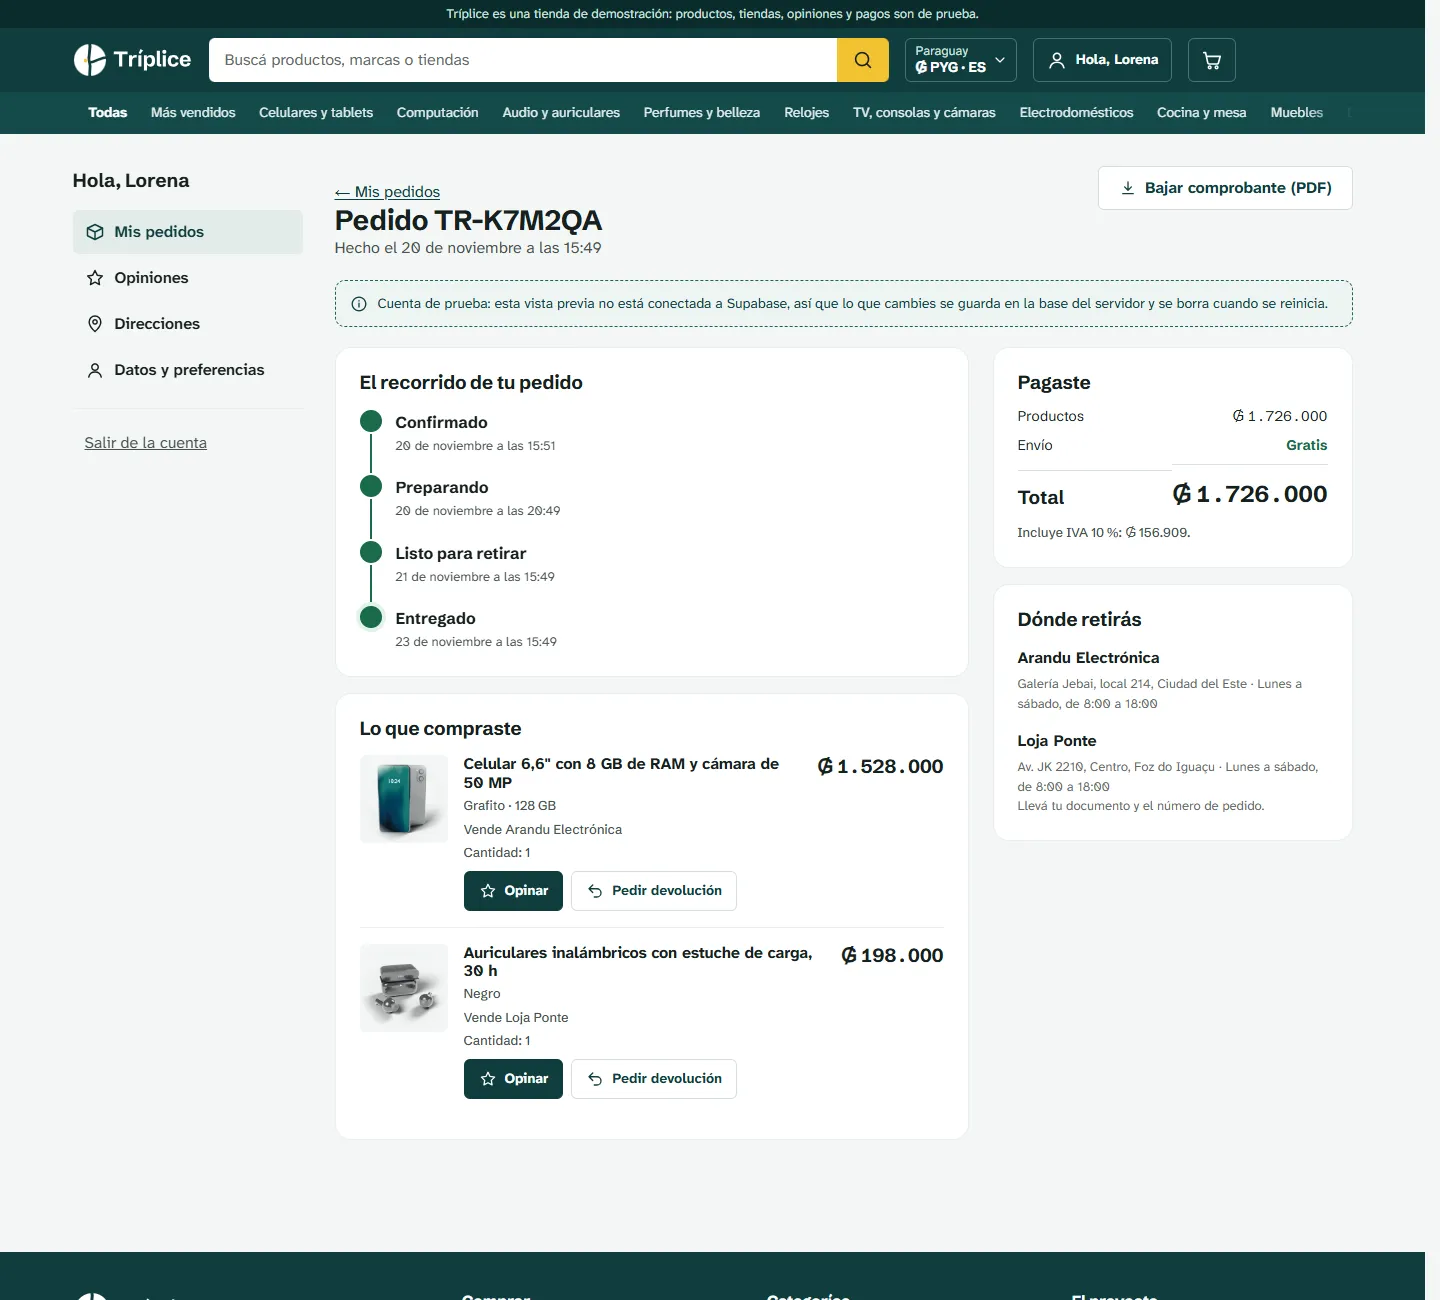 Tríplice es una tienda de demostración: productos, tiendas, opiniones y pagos son de prueba.
Tríplice
Buscá productos, marcas o tiendas
Paraguay
₲ PYG · ES
Hola, Lorena
Todas
Más vendidos
Celulares y tablets
Computación
Audio y auriculares
Perfumes y belleza
Relojes
TV, consolas y cámaras
Electrodomésticos
Cocina y mesa
Muebles
Hola, Lorena
Mis pedidos
Opiniones
Direcciones
Datos y preferencias
Salir de la cuenta
← Mis pedidos
Pedido TR-K7M2QA
Hecho el 20 de noviembre a las 15:49
Bajar comprobante (PDF)
Cuenta de prueba: esta vista previa no está conectada a Supabase, así que lo que cambies se guarda en la base del servidor y se borra cuando se reinicia.
El recorrido de tu pedido
Confirmado
20 de noviembre a las 15:51
Preparando
20 de noviembre a las 20:49
Listo para retirar
21 de noviembre a las 15:49
Entregado
23 de noviembre a las 15:49
Lo que compraste
10:24
Celular 6,6" con 8 GB de RAM y cámara de
50 MP
₲ 1.528.000
Grafito · 128 GB
Vende Arandu Electrónica
Cantidad: 1
Opinar
Pedir devolución
Auriculares inalámbricos con estuche de carga,
30 h
₲ 198.000
Negro
Vende Loja Ponte
Cantidad: 1
Opinar
Pedir devolución
Pagaste
Productos
₲ 1.726.000
Envío
Gratis
Total
₲ 1.726.000
Incluye IVA 10 %: ₲ 156.909.
Dónde retirás
Arandu Electrónica
Galería Jebai, local 214, Ciudad del Este · Lunes a
sábado, de 8:00 a 18:00
Loja Ponte
Av. JK 2210, Centro, Foz do Iguaçu · Lunes a sábado,
de 8:00 a 18:00
Llevá tu documento y el número de pedido.